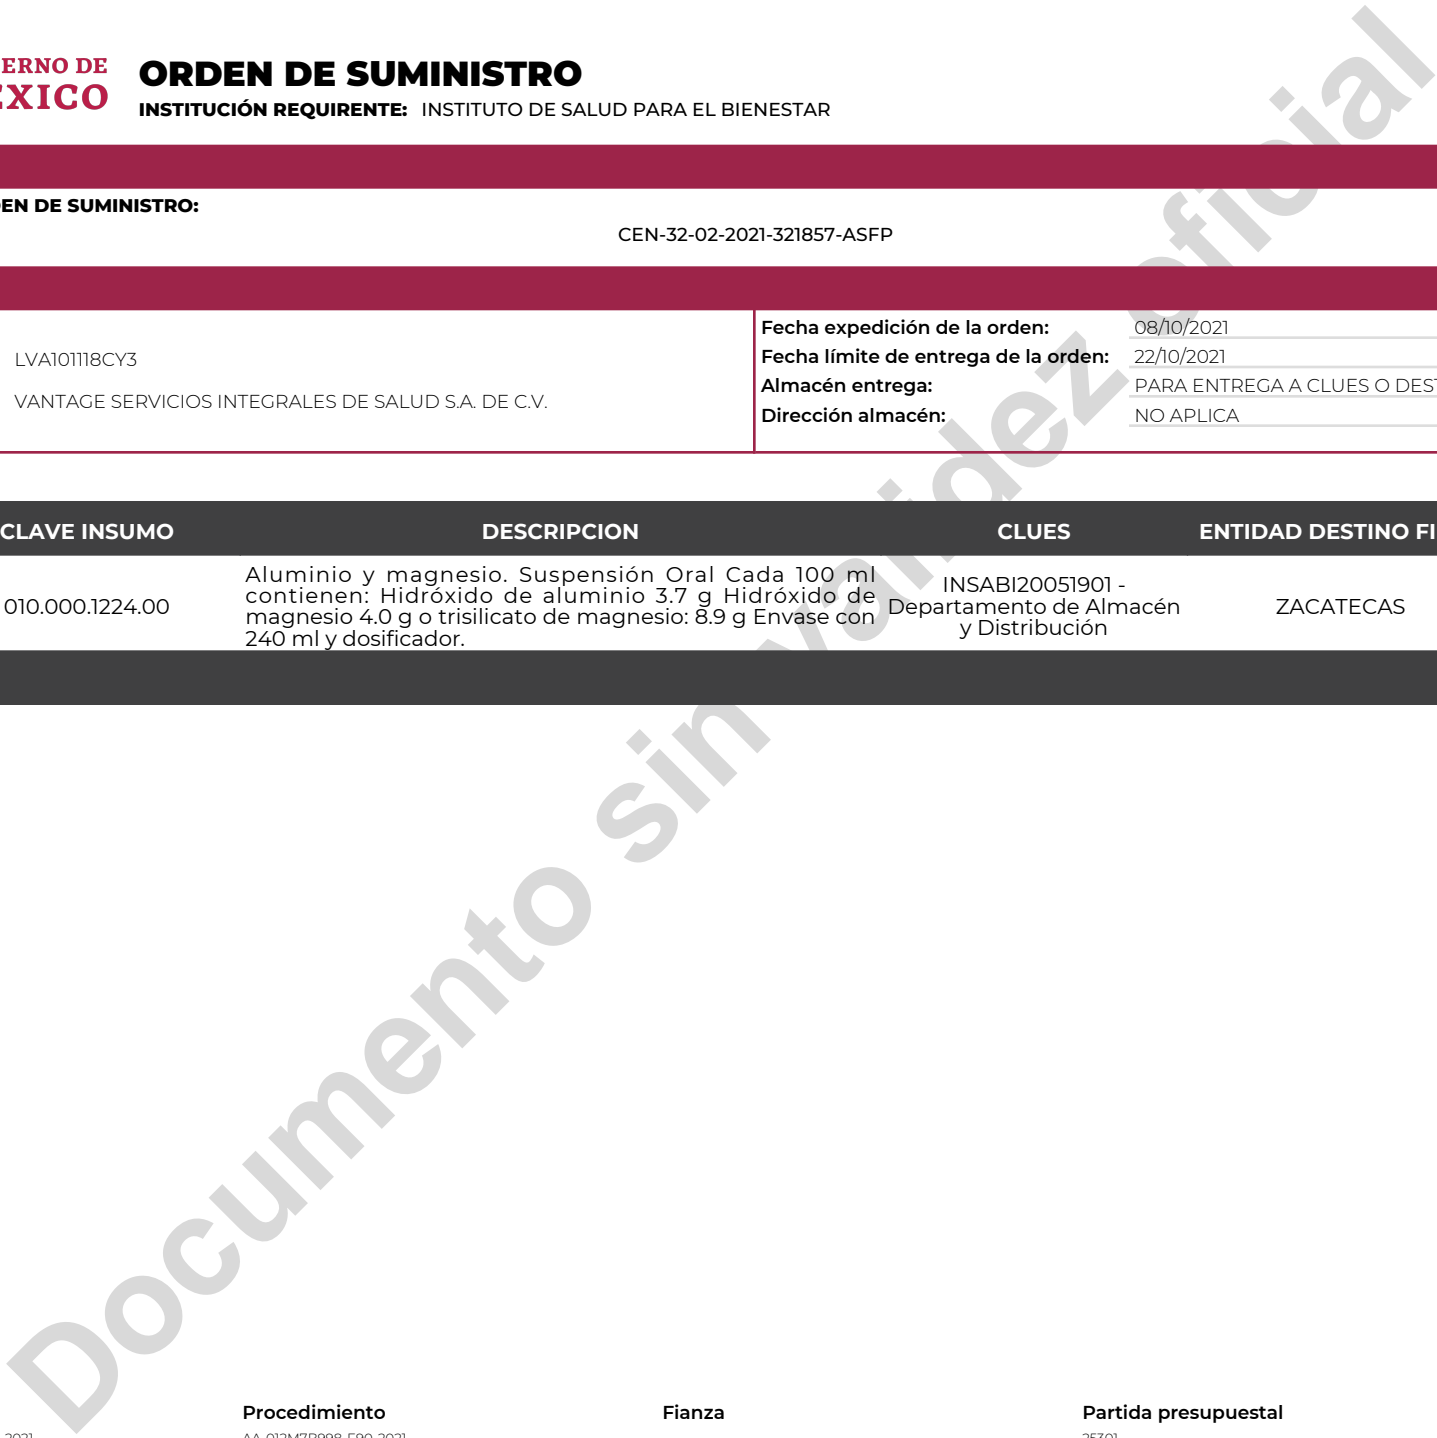 ERNO DE
ORDEN DE SUMINISTRO
EXICO
INSTITUCIÓN REQUIRENTE: INSTITUTO DE SALUD PARA EL BIENESTAR
EN DE SUMINISTRO:
CEN-32-02-2021-321857-ASFP
LVA101118CY3
VANTAGE SERVICIOS INTEGRALES DE SALUD S.A. DE C.V.
Fecha expedición de la orden: 08/10/2021
Fecha límite de entrega de la orden: 22/10/2021
Almacén entrega: PARA ENTREGA A CLUES O DEST
Dirección almacén: NO APLICA
CLAVE INSUMO DESCRIPCION CLUES ENTIDAD DESTINO FI
010.000.1224.00
Aluminio y magnesio. Suspensión Oral Cada 100 ml
contienen: Hidróxido de aluminio 3.7 g Hidróxido de
magnesio 4.0 g o trisilicato de magnesio: 8.9 g Envase con
240 ml y dosificador.
INSABI20051901 -
Departamento de Almacén
y Distribución
ZACATECAS
Documento sin validez oficial
Procedimiento Fianza Partida presupuestal